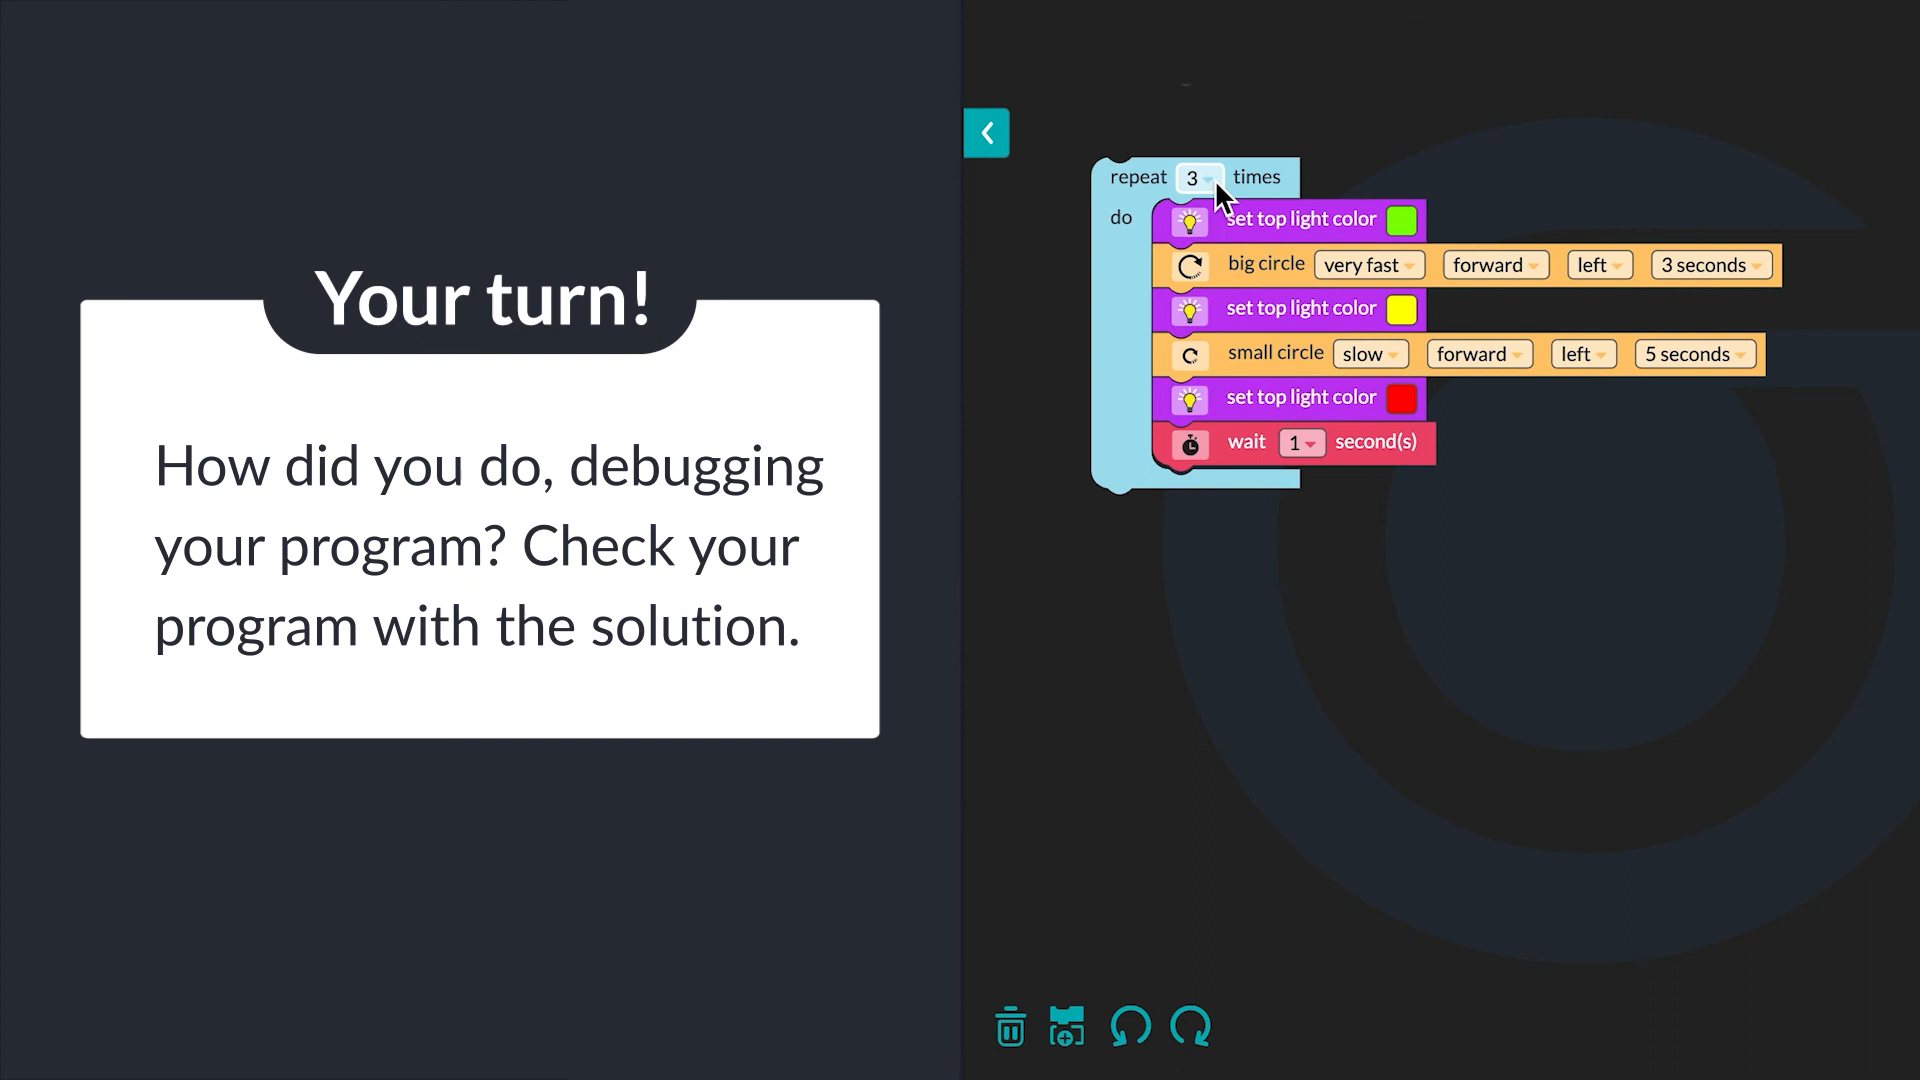 Your turn!
How did you do, debugging
your program? Check your
program with the solution.
repeat 3 times
do
set top light color
big circle very fast forward left 3 seconds
set top light color
small circle slow forward left 5 seconds
set top light color
wait 1 second(s)